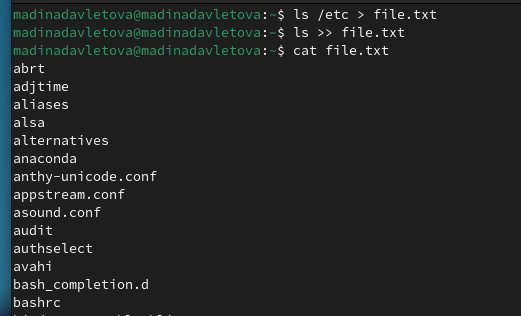 madinadavletova@madinadavletova:~$ ls /etc > file.txt
madinadavletova@madinadavletova:~$ ls >> file.txt
madinadavletova@madinadavletova:~$ cat file.txt
abrt
adjtime
aliases
alsa
alternatives
anaconda
anthy-unicode.conf
appstream.conf
asound.conf
audit
authselect
avahi
bash_completion.d
bashrc